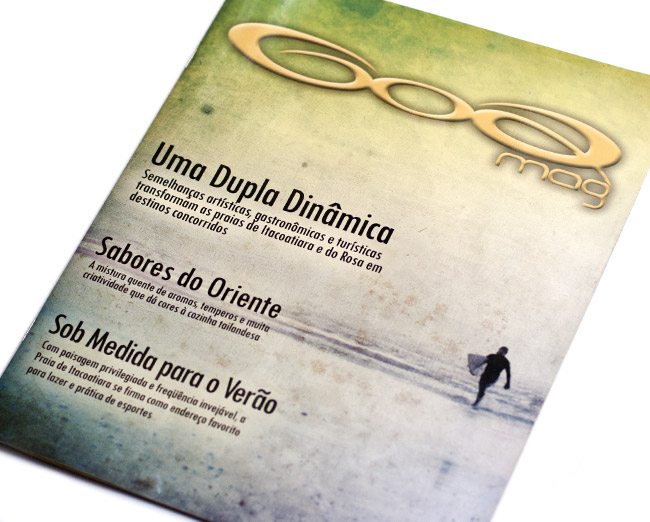 Goa
mag
Uma Dupla Dinâmica
Semelhanças artísticas, gastronômicas e turísticas
transformam as praias de Itacoatiara e do Rosa em
destinos concorridos
Sabores do Oriente
A mistura quente de aromas, temperos e muita
criatividade que dá cores à cozinha tailandesa
Sob Medida para o Verão
Com paisagem privilegiada e freqüência invejável, a
Praia de Itacoatiara se firma como endereço favorito
para lazer e prática de esportes